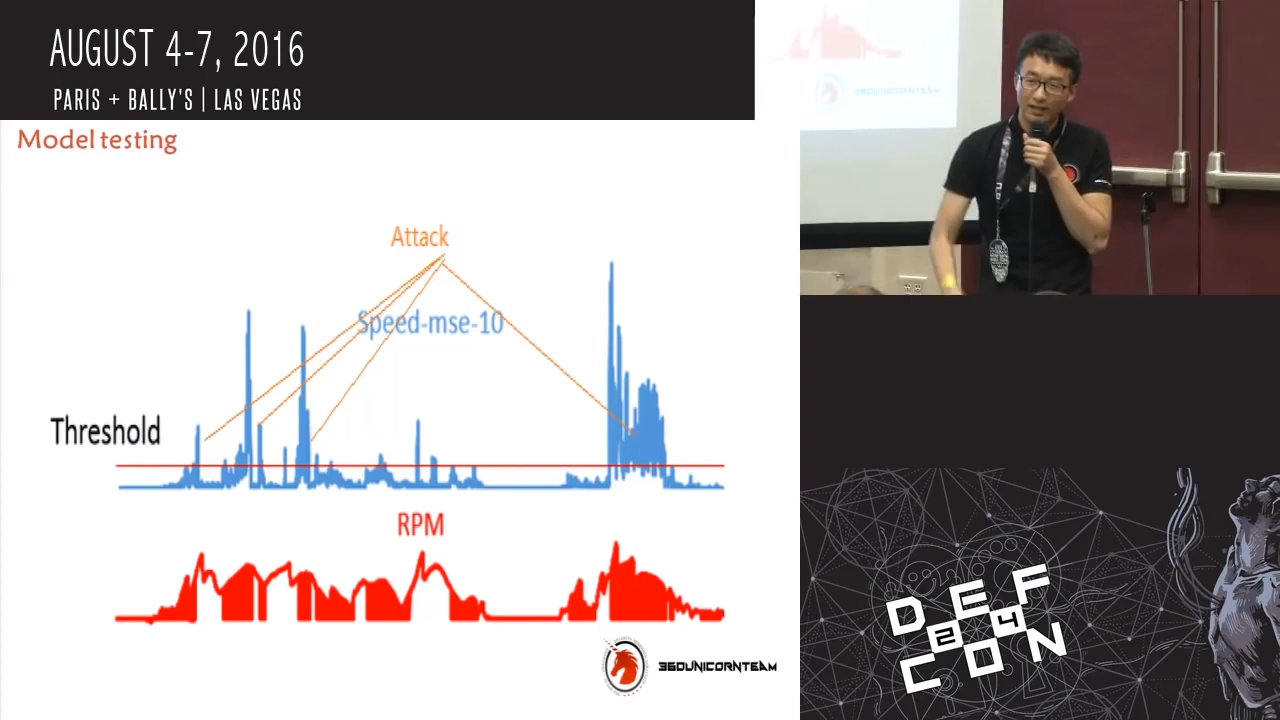 AUGUST 4-7, 2016
PARIS + BALLY'S | LAS VEGAS
Model testing
Attack
Speed-mse-10
Threshold
RPM
360UNICORNTEAM
360UNICORNTEAM
DEF
24
CON